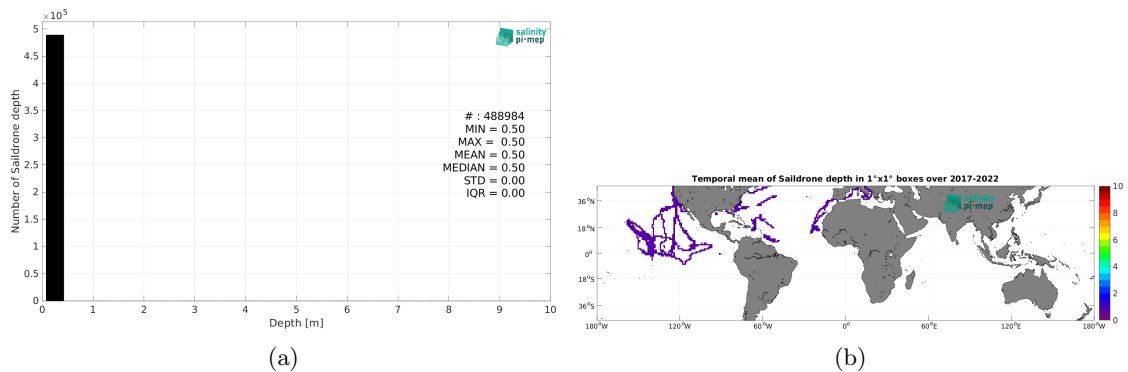 ×10⁵
5
4.5
4
3.5
3
2.5
2
1.5
1
0.5
0
Number of Saildrone depth
salinity
pi-mep
# : 488984
MIN = 0.50
MAX = 0.50
MEAN = 0.50
MEDIAN = 0.50
STD = 0.00
IQR = 0.00
0 1 2 3 4 5 6 7 8 9 10
Depth [m]
(a)
Temporal mean of Saildrone depth in 1°x1° boxes over 2017-2022
salinity
pi-mep
36°N
18°N
0°
18°S
36°S
180°W 120°W 60°W 0° 60°E 120°E 180°W
10
8
6
4
2
0
(b)